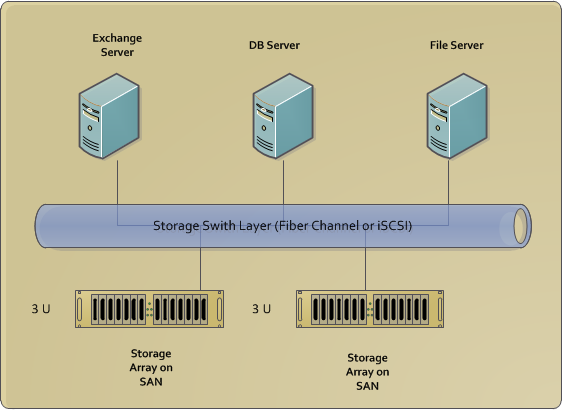 Exchange
Server
DB Server
File Server
Storage Swith Layer (Fiber Channel or iSCSI)
3 U
3 U
Storage
Array on
SAN
Storage
Array on
SAN